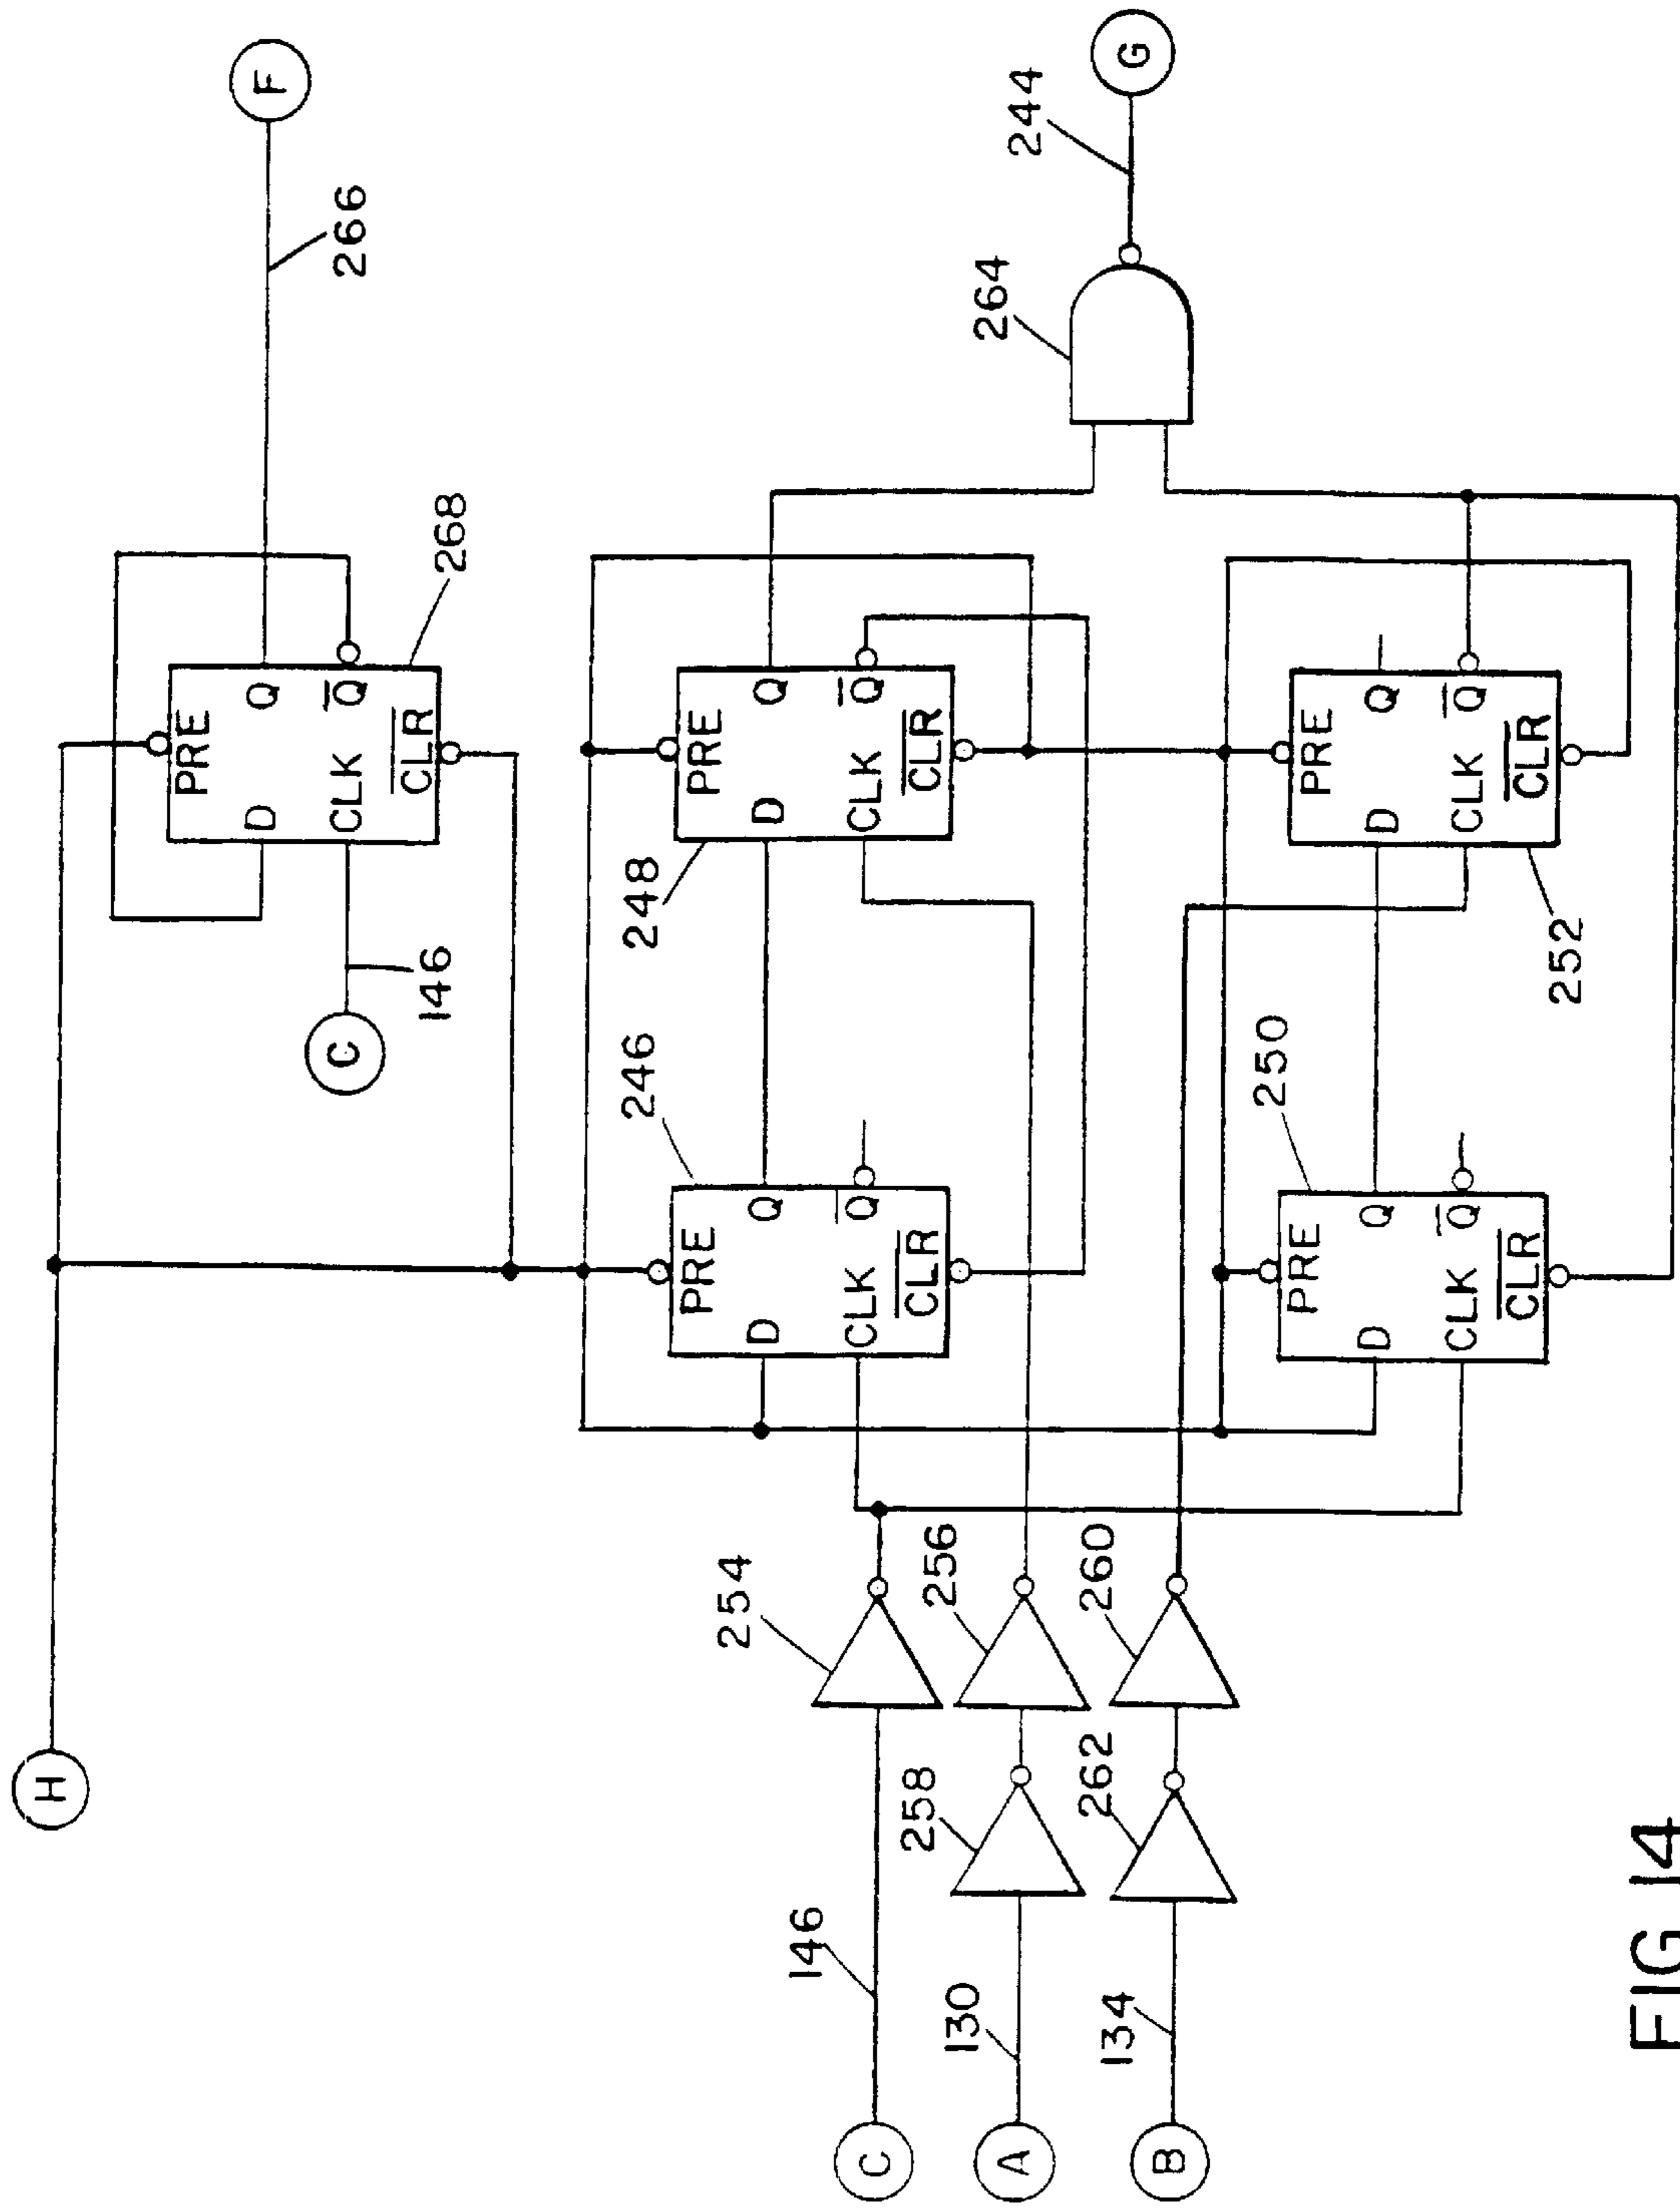 H
F
266
PRE
D Q
CLK Q
CLR
268
C
146
246
PRE
D Q
CLK Q
CLR
248
PRE
D Q
CLK Q
CLR
264
244
G
C
146
254
A
130
258
256
B
134
262
260
250
PRE
D Q
CLK Q
CLR
252
PRE
D Q
CLK Q
CLR
FIG 14